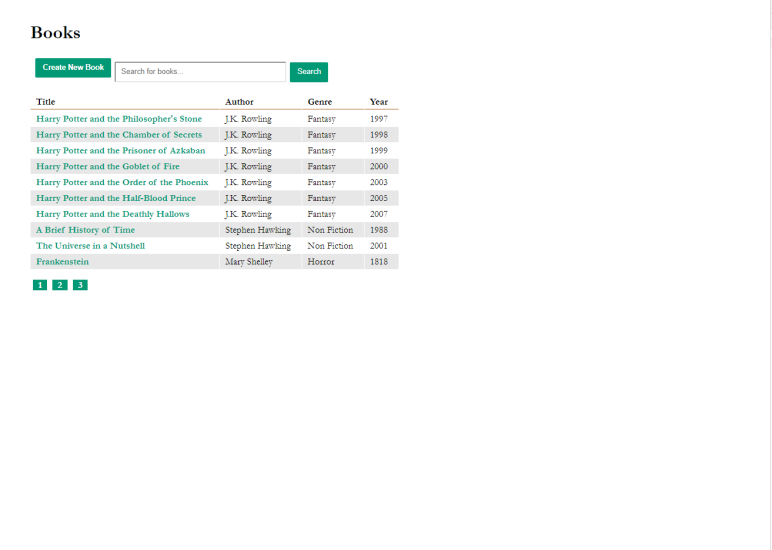 Books
Create New Book Search for books... Search
Title Author Genre Year
Harry Potter and the Philosopher's Stone J.K. Rowling Fantasy 1997
Harry Potter and the Chamber of Secrets J.K. Rowling Fantasy 1998
Harry Potter and the Prisoner of Azkaban J.K. Rowling Fantasy 1999
Harry Potter and the Goblet of Fire J.K. Rowling Fantasy 2000
Harry Potter and the Order of the Phoenix J.K. Rowling Fantasy 2003
Harry Potter and the Half-Blood Prince J.K. Rowling Fantasy 2005
Harry Potter and the Deathly Hallows J.K. Rowling Fantasy 2007
A Brief History of Time Stephen Hawking Non Fiction 1988
The Universe in a Nutshell Stephen Hawking Non Fiction 2001
Frankenstein Mary Shelley Horror 1818
1 2 3